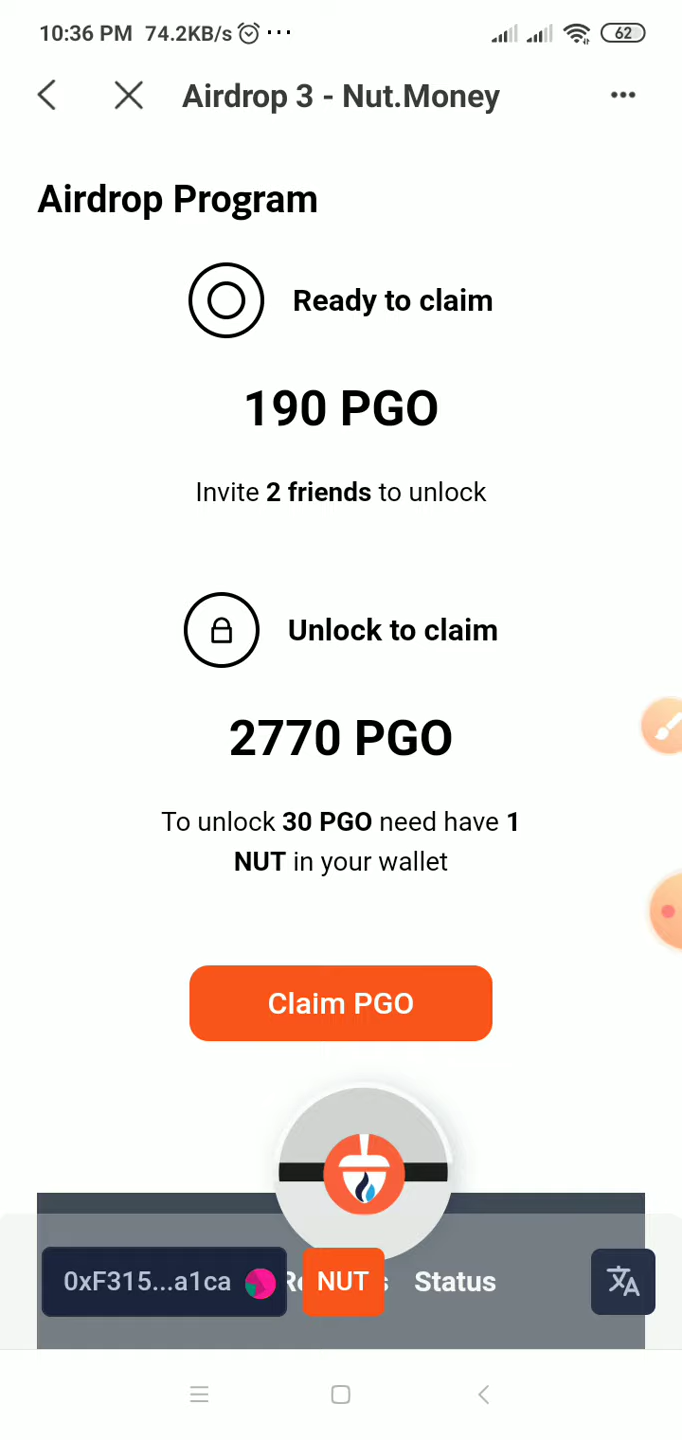 10:36 PM 74.2KB/s ... 62
Airdrop 3 - Nut.Money
Airdrop Program
Ready to claim
190 PGO
Invite 2 friends to unlock
Unlock to claim
2770 PGO
To unlock 30 PGO need have 1
NUT in your wallet
Claim PGO
0xF315...a1ca NUT Status